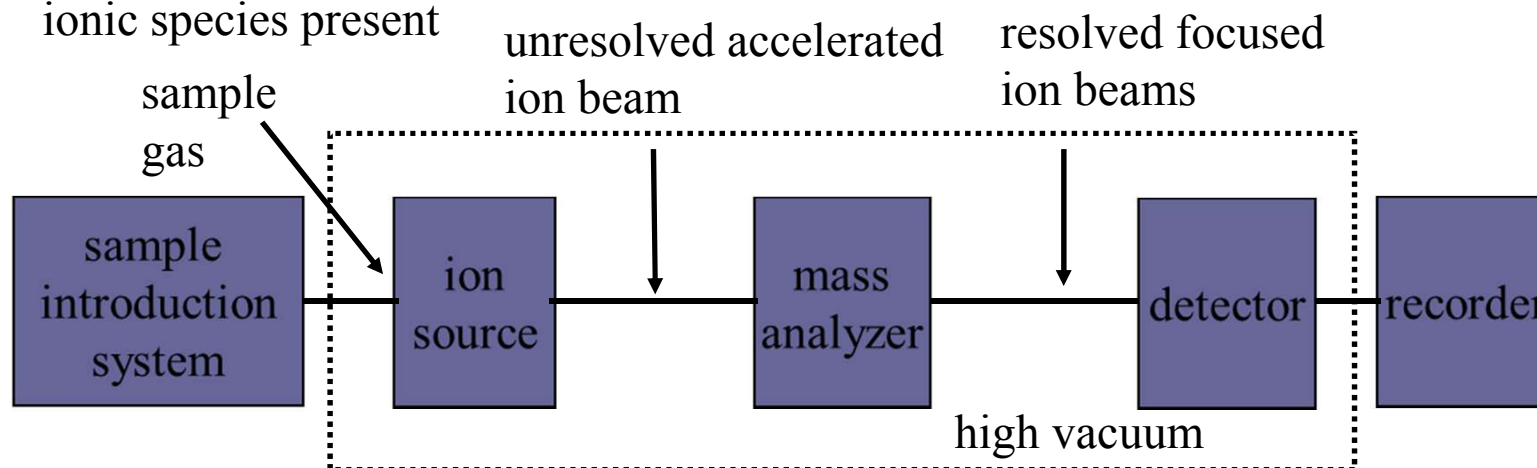 ionic species present
sample
gas
unresolved accelerated
ion beam
resolved focused
ion beams
sample
introduction
system
ion
source
mass
analyzer
detector
recorder
high vacuum